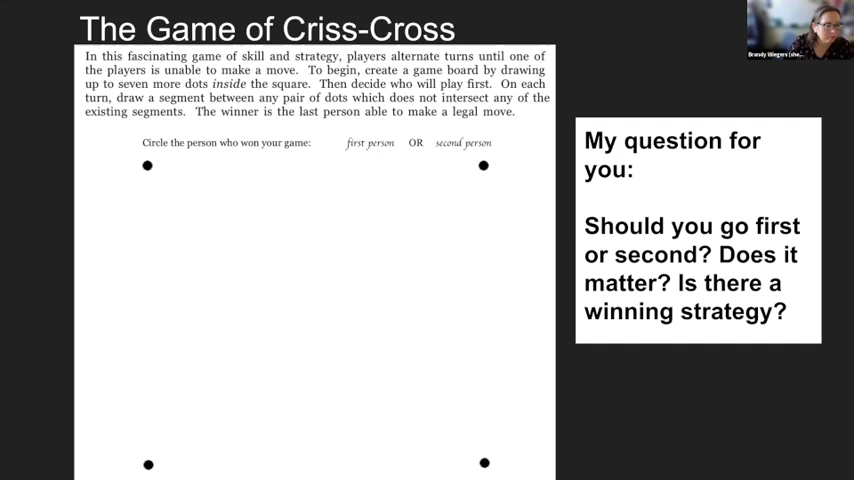 The Game of Criss-Cross
In this fascinating game of skill and strategy, players alternate turns until one of
the players is unable to make a move. To begin, create a game board by drawing
up to seven more dots inside the square. Then decide who will play first. On each
turn, draw a segment between any pair of dots which does not intersect any of the
existing segments. The winner is the last person able to make a legal move.
Circle the person who won your game: first person OR second person
My question for
you:
Should you go first
or second? Does it
matter? Is there a
winning strategy?